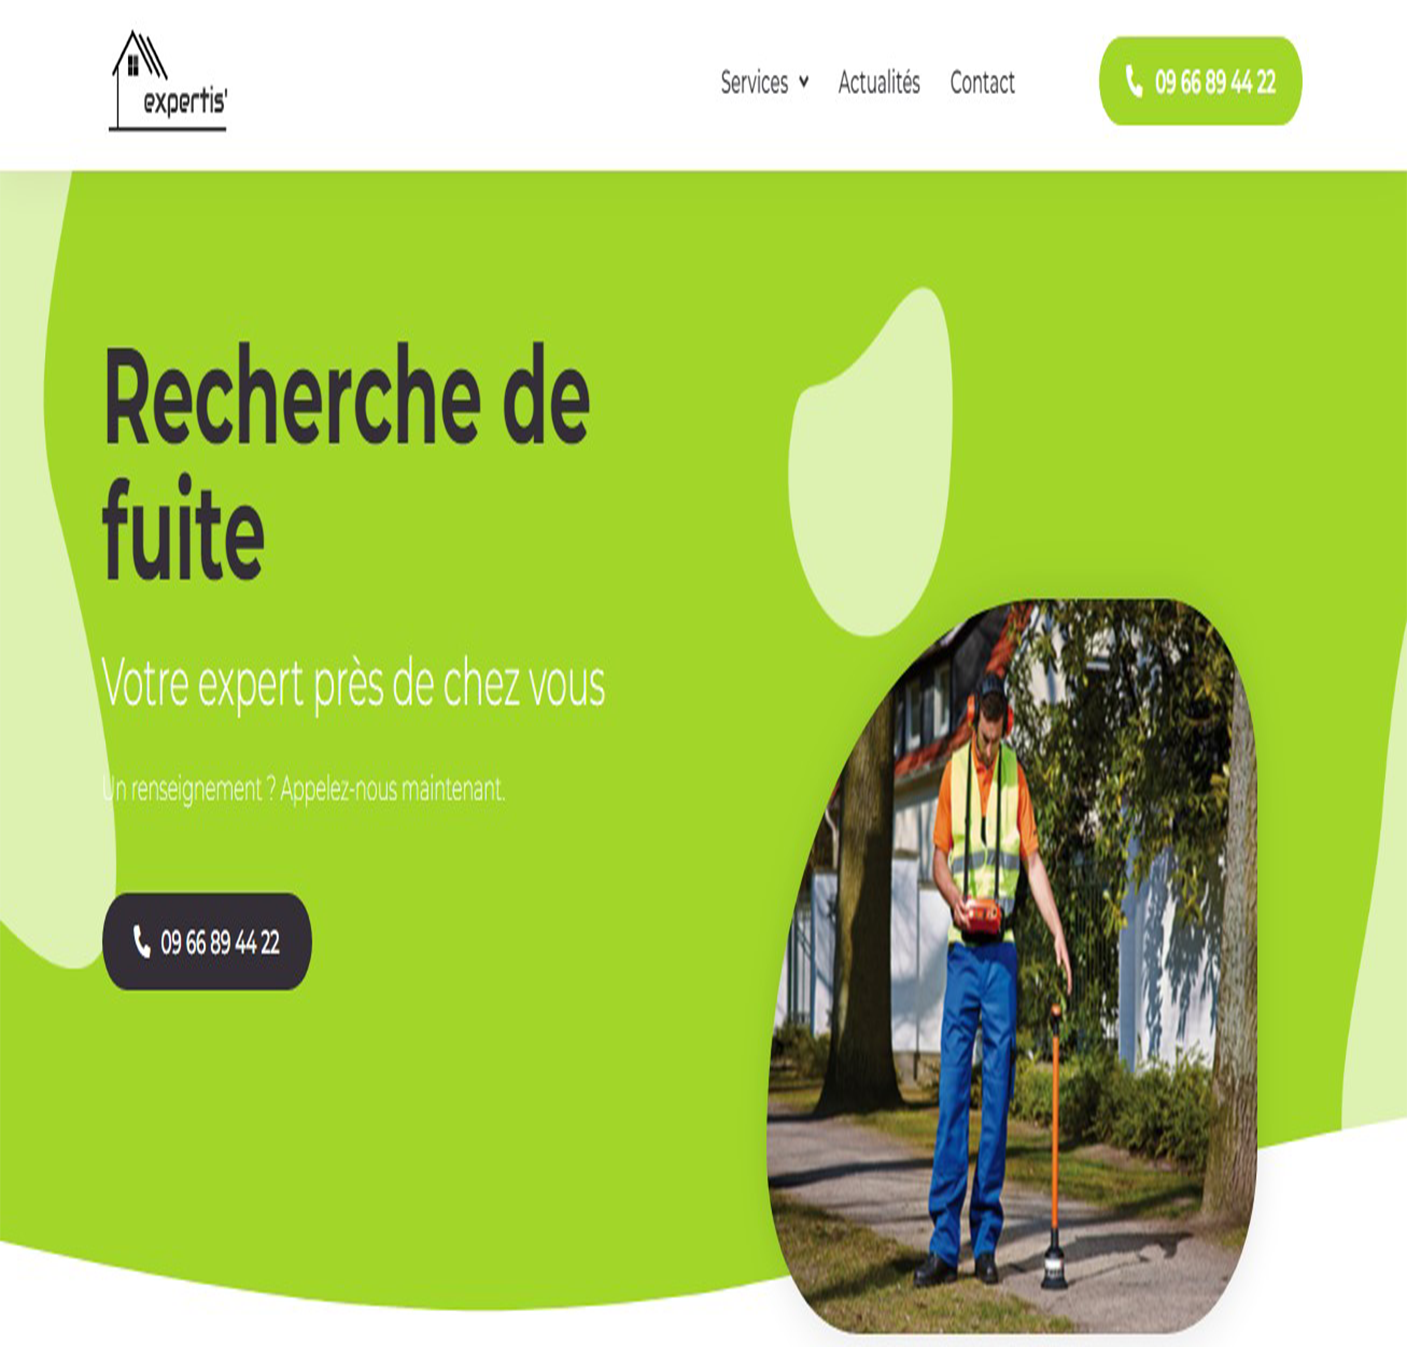 expertis'
Services
Actualités
Contact
09 66 89 44 22
Recherche de
fuite
Votre expert près de chez vous
Un renseignement ? Appelez-nous maintenant.
09 66 89 44 22